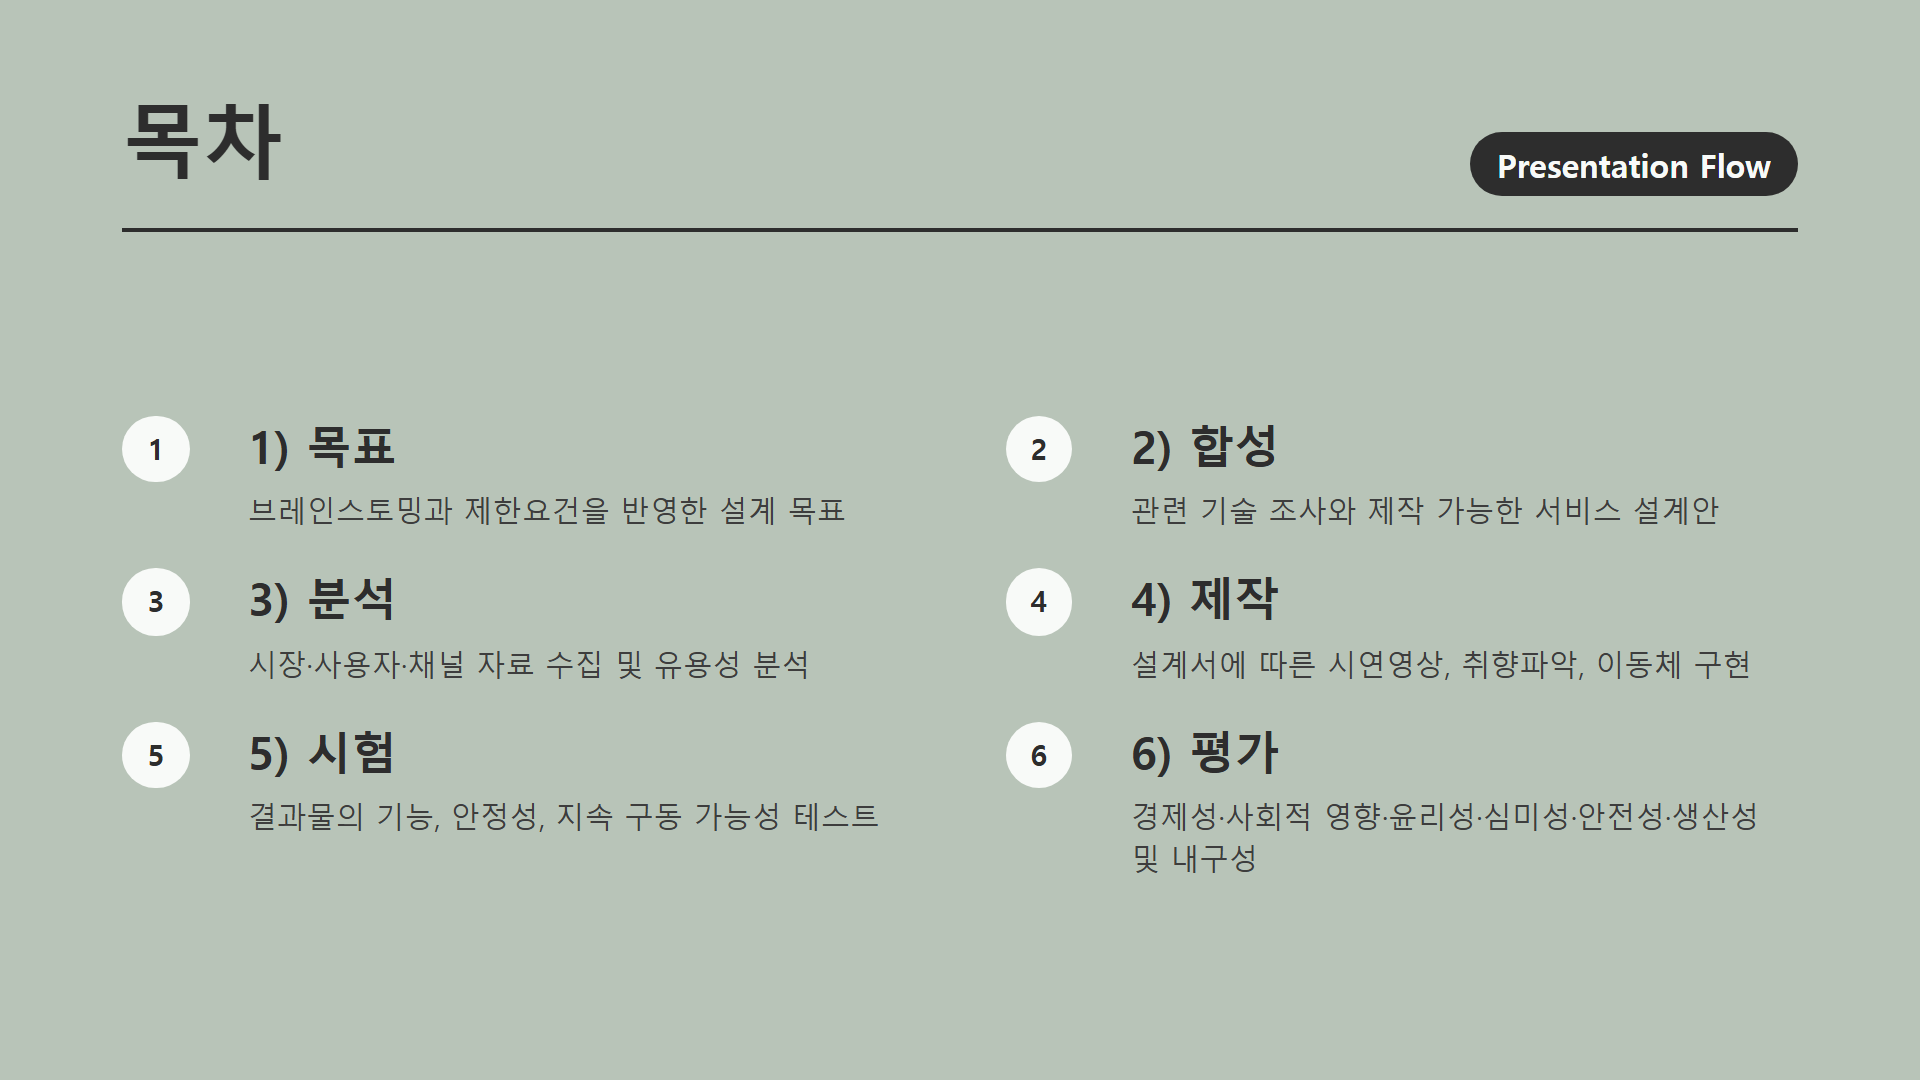 목차
Presentation Flow
1
1) 목표
브레인스토밍과 제한요건을 반영한 설계 목표
2
2) 합성
관련 기술 조사와 제작 가능한 서비스 설계안
3
3) 분석
시장·사용자·채널 자료 수집 및 유용성 분석
4
4) 제작
설계서에 따른 시연영상, 취향파악, 이동체 구현
5
5) 시험
결과물의 기능, 안정성, 지속 구동 가능성 테스트
6
6) 평가
경제성·사회적 영향·윤리성·심미성·안전성·생산성
및 내구성